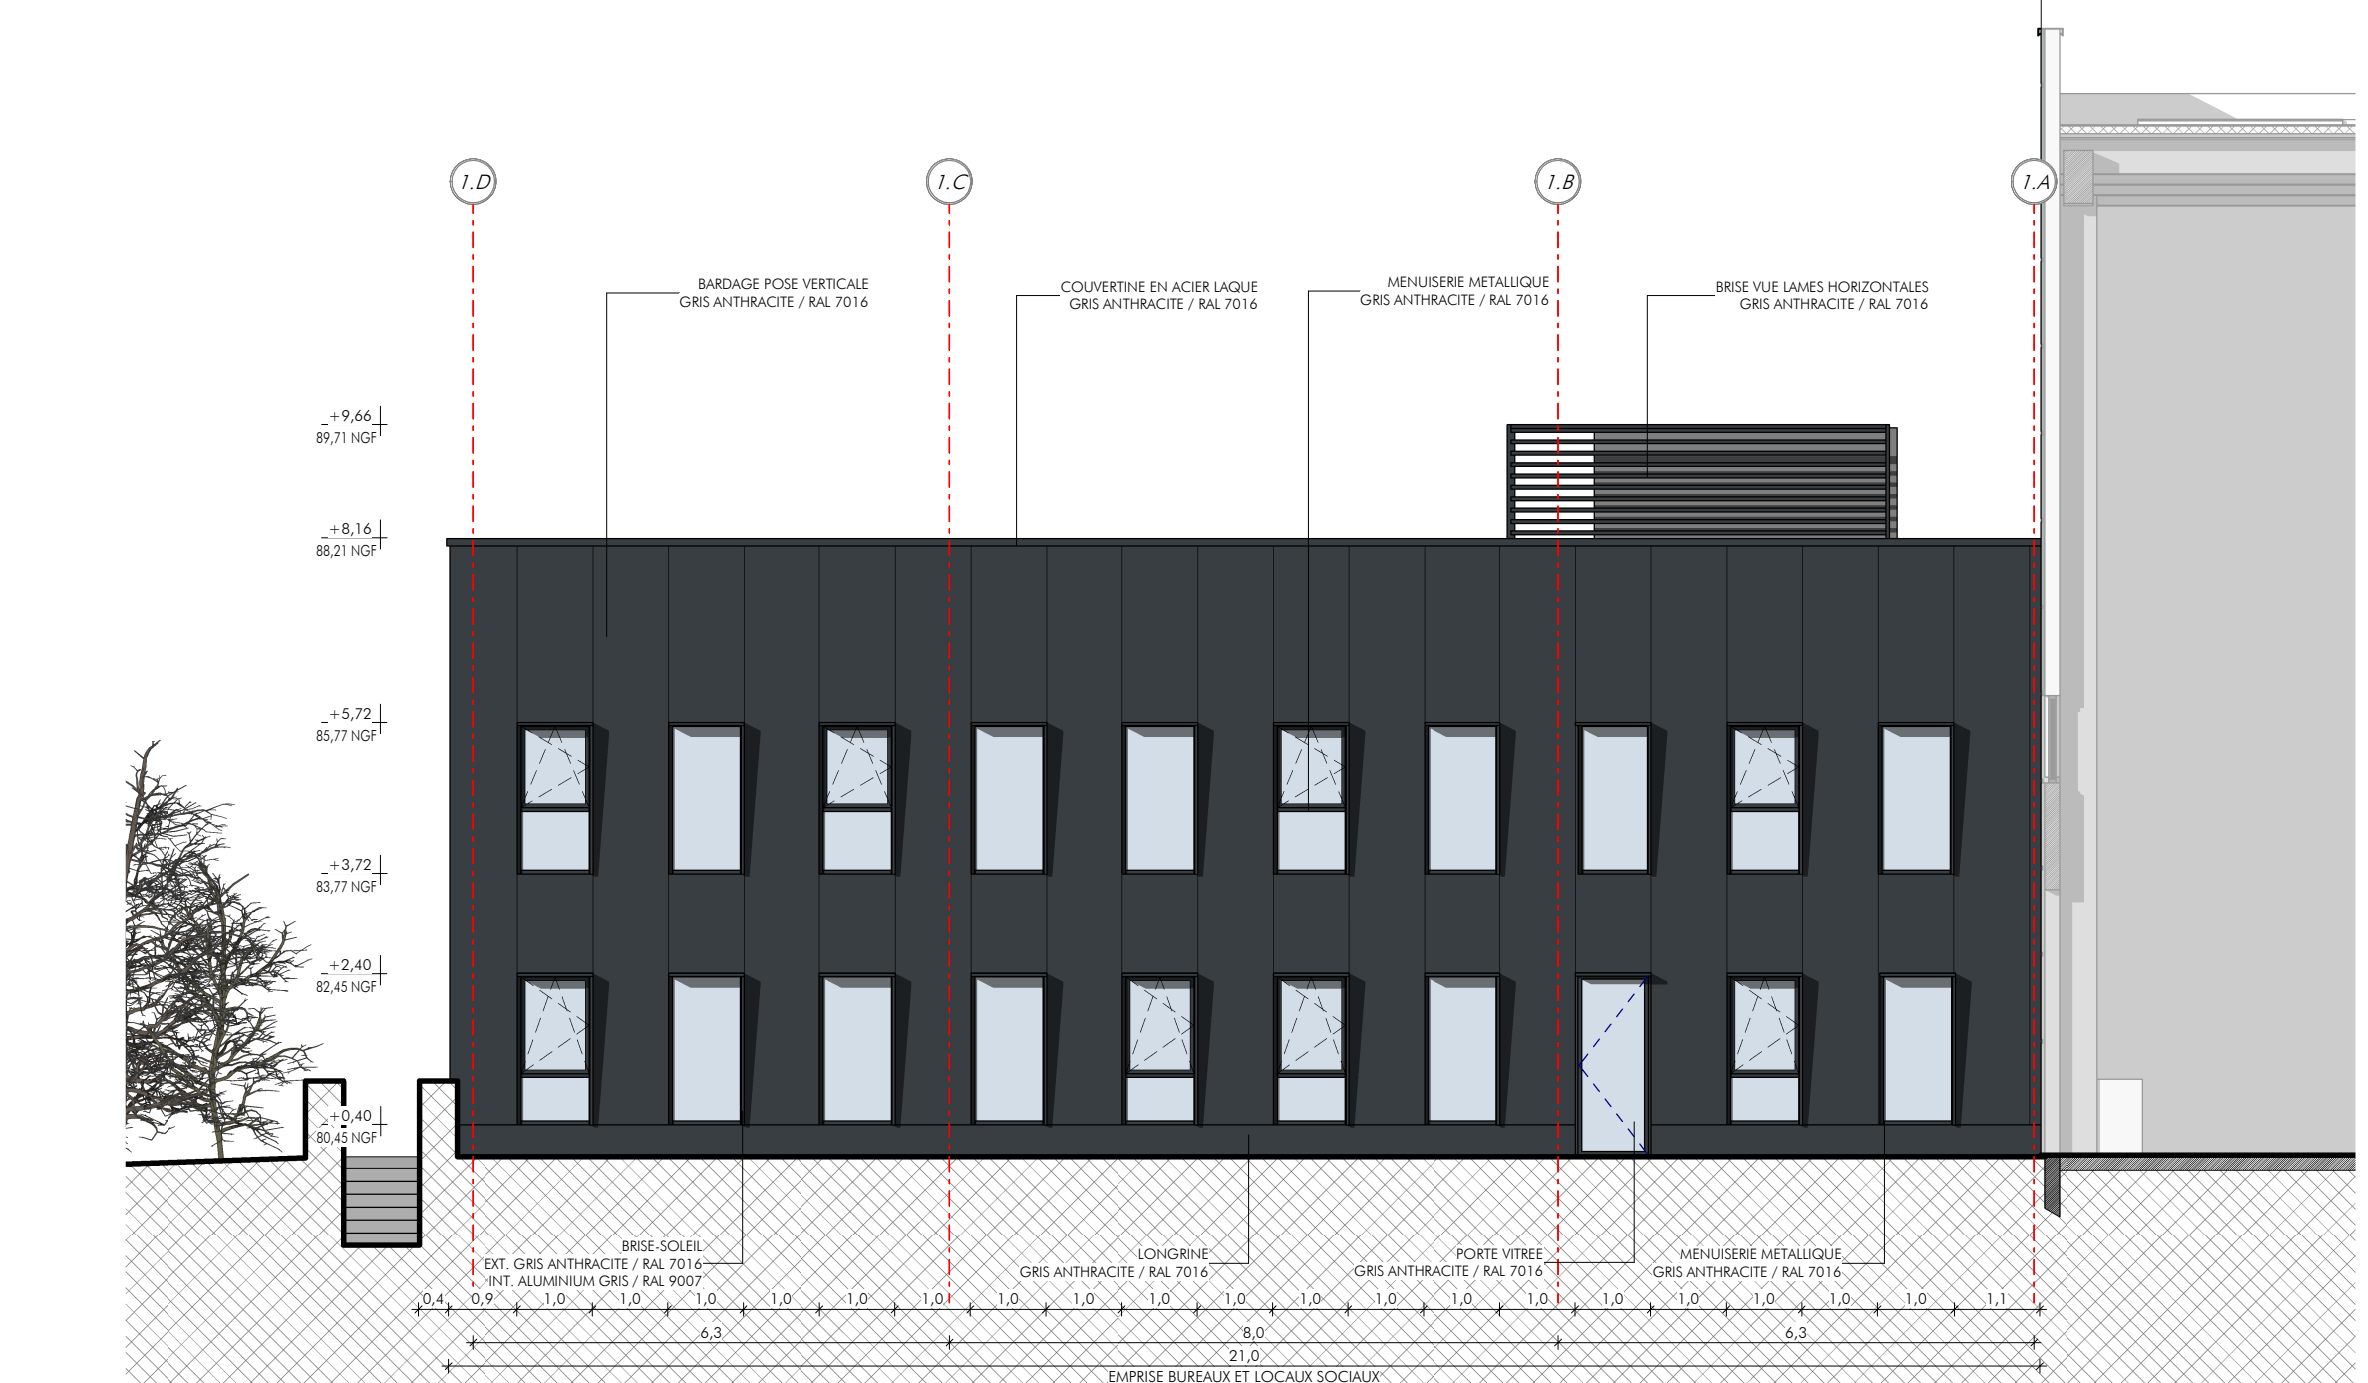 1.D
1.C
1.B
1.A
BARDAGE POSE VERTICALE
GRIS ANTHRACITE / RAL 7016
COUVERTINE EN ACIER LAQUE
GRIS ANTHRACITE / RAL 7016
MENUISERIE METALLIQUE
GRIS ANTHRACITE / RAL 7016
BRISE VUE LAMES HORIZONTALES
GRIS ANTHRACITE / RAL 7016
+9,66
89,71 NGF
+8,16
88,21 NGF
+5,72
85,77 NGF
+3,72
83,77 NGF
+2,40
82,45 NGF
+0,40
80,45 NGF
BRISE-SOLEIL
EXT. GRIS ANTHRACITE / RAL 7016
INT. ALUMINIUM GRIS / RAL 9007
LONGRINE
GRIS ANTHRACITE / RAL 7016
PORTE VITREE
GRIS ANTHRACITE / RAL 7016
MENUISERIE METALLIQUE
GRIS ANTHRACITE / RAL 7016
0,4 0,9 1,0 1,0 1,0 1,0 1,0 1,0 1,0 1,0 1,0 1,0 1,0 1,0 1,0 1,0 1,0 1,0 1,0 1,0 1,0 1,1
6,3 8,0 6,3
21,0
EMPRISE BUREAUX ET LOCAUX SOCIAUX